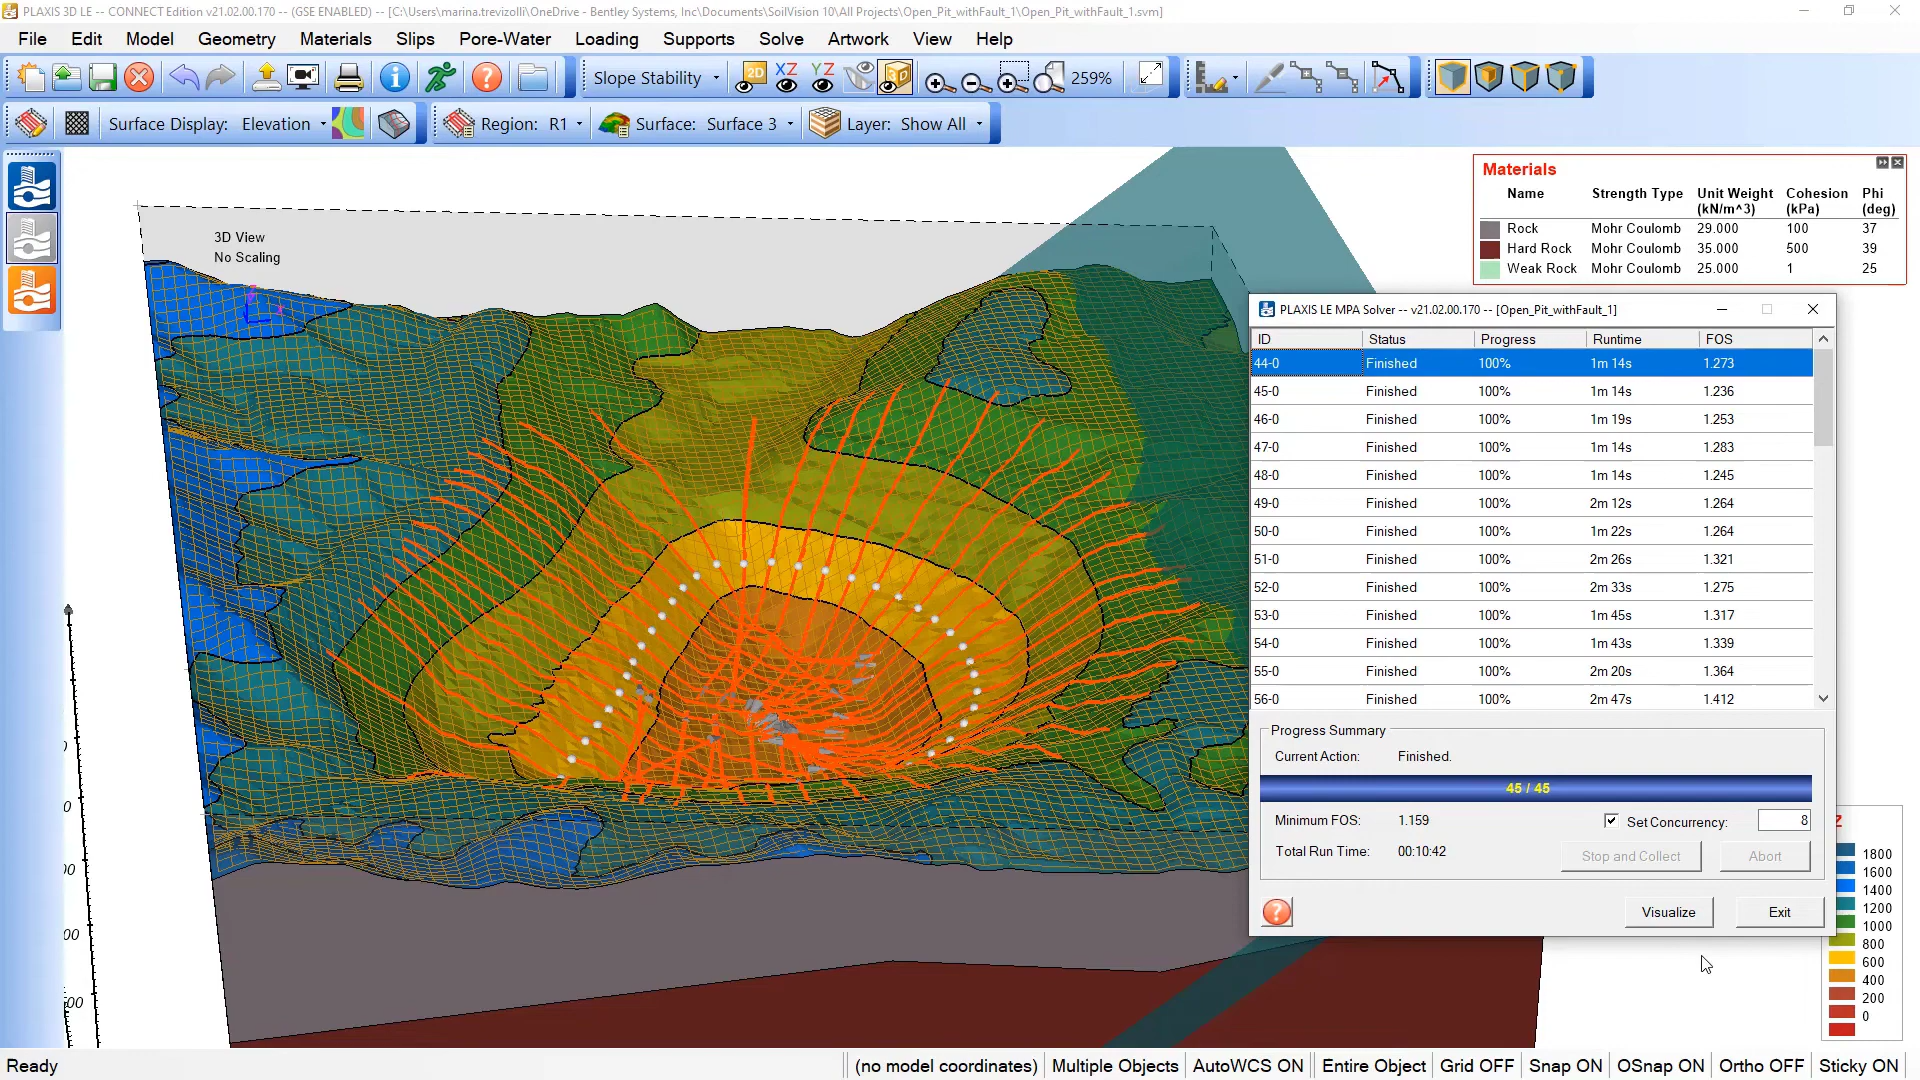 PLAXIS 3D LE -- CONNECT Edition v21.02.00.170 -- (GSE ENABLED) -- [C:\Users\marina.trevizolli\OneDrive - Bentley Systems, Inc\Documents\SoilVision 10\All Projects\Open_Pit_withFault_1\Open_Pit_withFault_1.svm]
File Edit Model Geometry Materials Slips Pore-Water Loading Supports Solve Artwork View Help
Slope Stability 2D XZ YZ 3D 259%
Surface Display: Elevation Region: R1 Surface: Surface 3 Layer: Show All
3D View
No Scaling
Materials
Name Strength Type Unit Weight (kN/m^3) Cohesion (kPa) Phi (deg)
Rock Mohr Coulomb 29.000 100 37
Hard Rock Mohr Coulomb 35.000 500 39
Weak Rock Mohr Coulomb 25.000 1 25
PLAXIS LE MPA Solver -- v21.02.00.170 -- [Open_Pit_withFault_1]
ID Status Progress Runtime FOS
44-0 Finished 100% 1m 14s 1.273
45-0 Finished 100% 1m 14s 1.236
46-0 Finished 100% 1m 19s 1.253
47-0 Finished 100% 1m 14s 1.283
48-0 Finished 100% 1m 14s 1.245
49-0 Finished 100% 2m 12s 1.264
50-0 Finished 100% 1m 22s 1.264
51-0 Finished 100% 2m 26s 1.321
52-0 Finished 100% 2m 33s 1.275
53-0 Finished 100% 1m 45s 1.317
54-0 Finished 100% 1m 43s 1.339
55-0 Finished 100% 2m 20s 1.364
56-0 Finished 100% 2m 47s 1.412
Progress Summary
Current Action: Finished.
45 / 45
Minimum FOS: 1.159 Set Concurrency: 8
Total Run Time: 00:10:42 Stop and Collect Abort
Visualize Exit
Z
1800
1600
1400
1200
1000
800
600
400
200
0
Ready (no model coordinates) Multiple Objects AutoWCS ON Entire Object Grid OFF Snap ON OSnap ON Ortho OFF Sticky ON